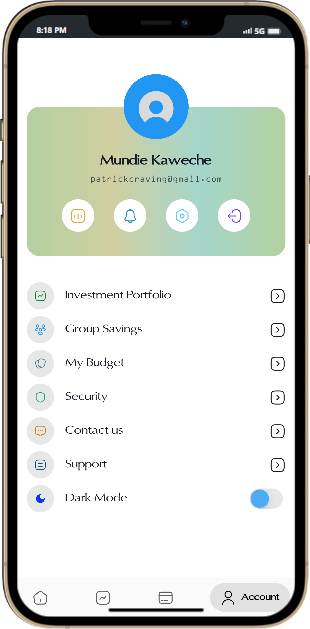 8:18 PM
5G
Mundie Kaweche
patrickcraving@gmail.com
Investment Portfolio
Group Savings
My Budget
Security
Contact us
Support
Dark Mode
Account